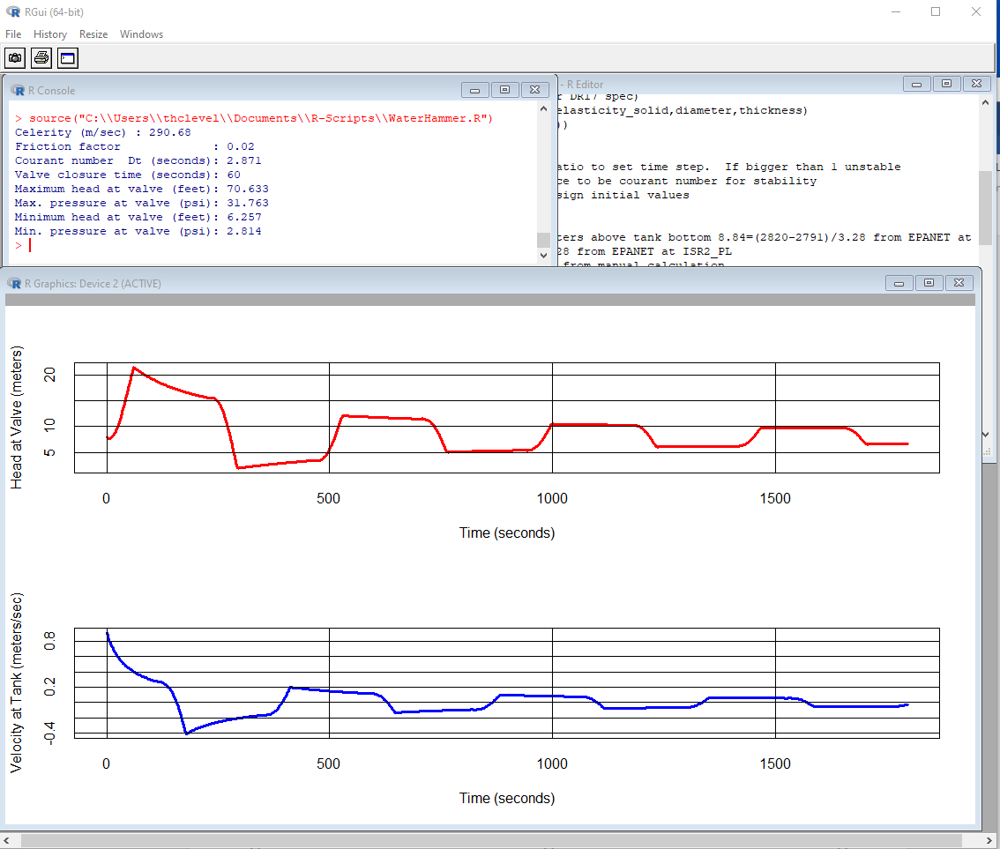 RGui (64-bit)
File History Resize Windows
R Console
> source("C:\\Users\\thclevel\\Documents\\R-Scripts\\WaterHammer.R")
Celerity (m/sec) : 290.68
Friction factor : 0.02
Courant number Dt (seconds): 2.871
Valve closure time (seconds): 60
Maximum head at valve (feet): 70.633
Max. pressure at valve (psi): 31.763
Minimum head at valve (feet): 6.257
Min. pressure at valve (psi): 2.814
>
- R Editor
r DR17 spec)
elasticity_solid,diameter,thickness)
))
atio to set time step. If bigger than 1 unstable
ce to be courant number for stability
sign initial values
ters above tank bottom 8.84=(2820-2791)/3.28 from EPANET at
28 from EPANET at ISR2_PL
from manual calculation
R Graphics: Device 2 (ACTIVE)
Head at Valve (meters)
20
10
5
0 500 1000 1500
Time (seconds)
Velocity at Tank (meters/sec)
0.8
0.2
-0.4
0 500 1000 1500
Time (seconds)